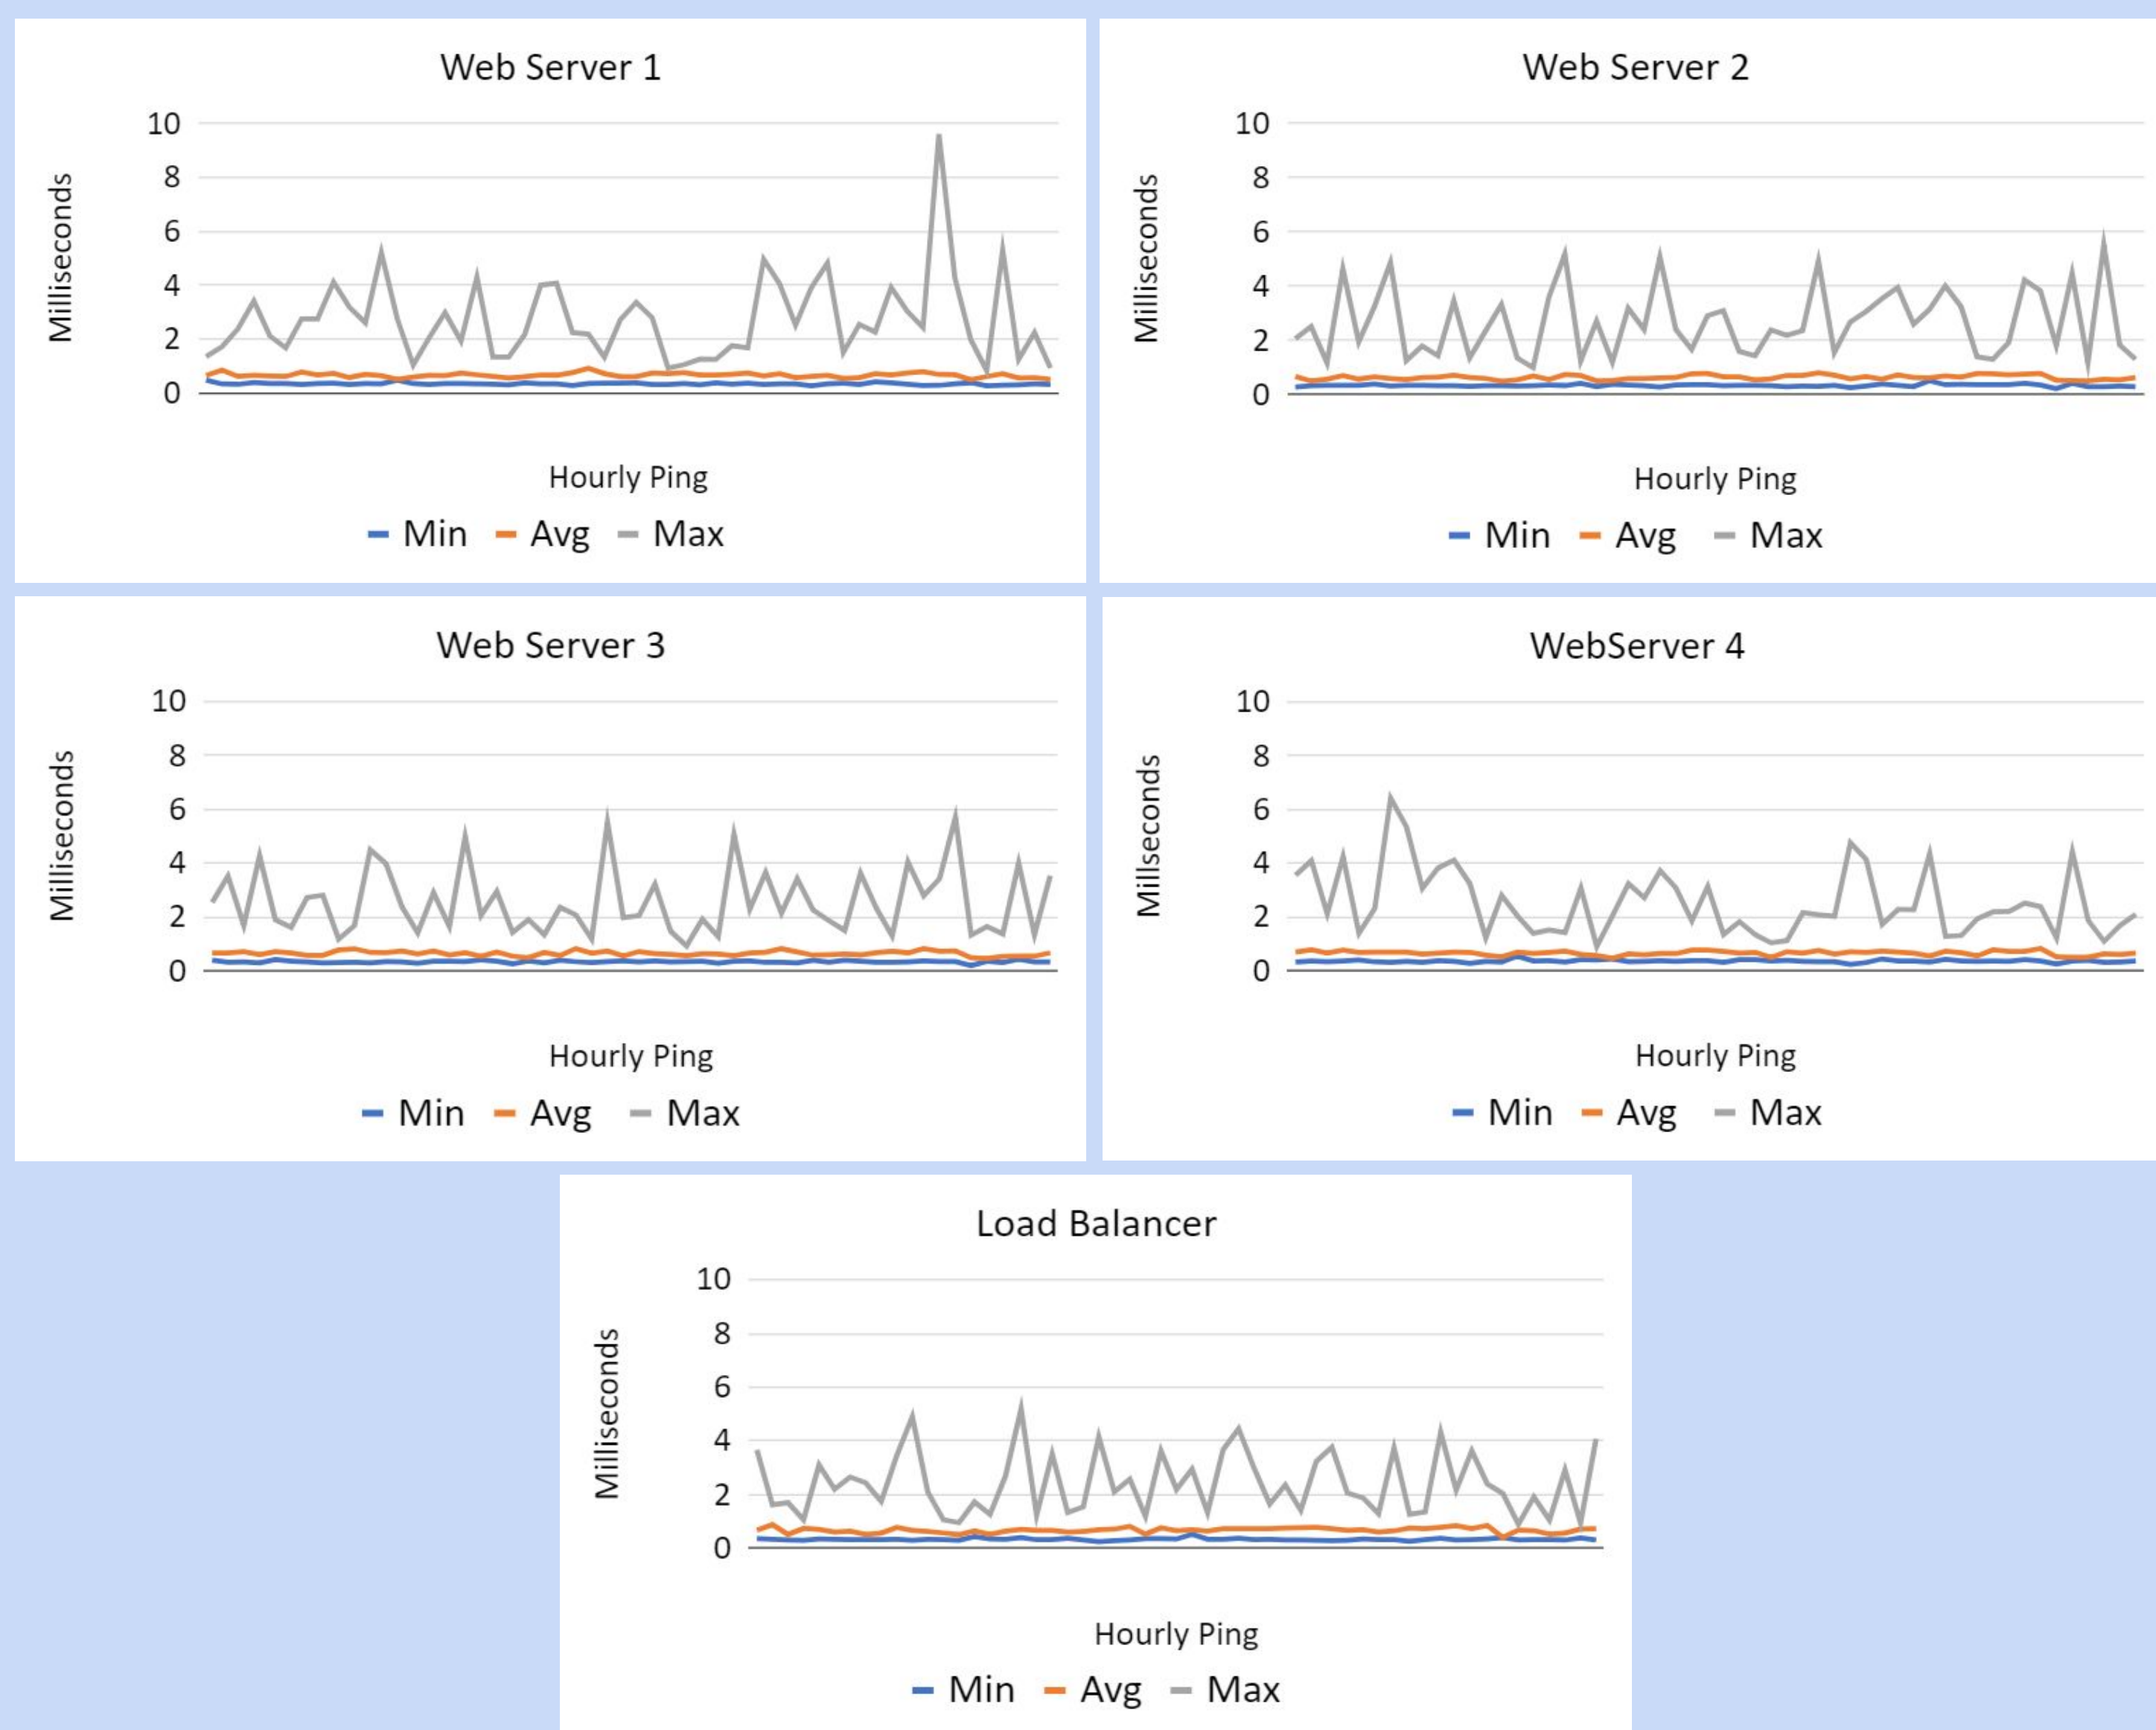 Web Server 1
10
8
6
4
2
0
Milliseconds
Hourly Ping
Min Avg Max
Web Server 2
10
8
6
4
2
0
Milliseconds
Hourly Ping
Min Avg Max
Web Server 3
10
8
6
4
2
0
Milliseconds
Hourly Ping
Min Avg Max
WebServer 4
10
8
6
4
2
0
Millseconds
Hourly Ping
Min Avg Max
Load Balancer
10
8
6
4
2
0
Milliseconds
Hourly Ping
Min Avg Max